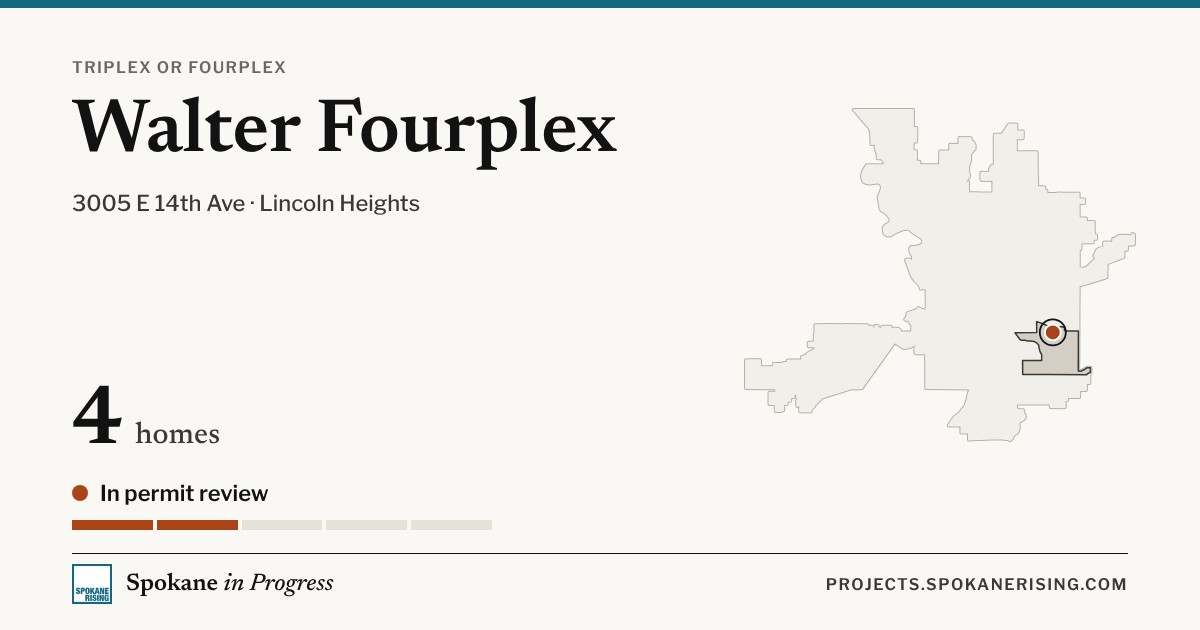 TRIPLEX OR FOURPLEX
Walter Fourplex
3005 E 14th Ave · Lincoln Heights
4 homes
In permit review
SPOKANE
RISING
Spokane in Progress
PROJECTS.SPOKANERISING.COM